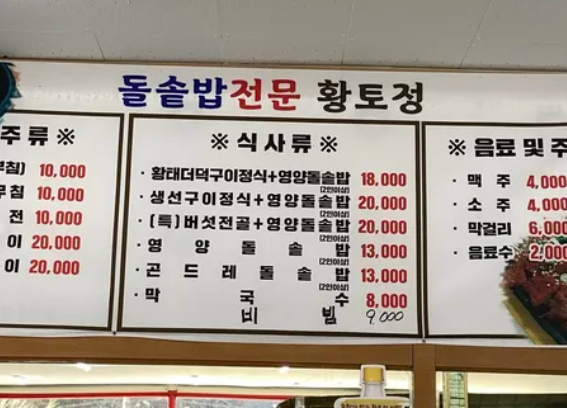 돌솥밥전문 황토정
주류 ※
10,000
무침 10,000
전 10,000
이 20,000
이 20,000
※ 식사류 ※
· 황태더덕구이정식+영양돌솥밥 18,000
(2인이상)
· 생선구이정식+영양돌솥밥 20,000
(2인이상)
· (특)버섯전골+영양돌솥밥 20,000
(2인이상)
· 영양돌솥밥 13,000
(2인이상)
· 곤드레돌솥밥 13,000
(2인이상)
· 막국수 8,000
비빔 9.000
※ 음료 및 주
· 맥주 4,000
· 소주 4,000
· 막걸리 6,000
· 음료수 2,000